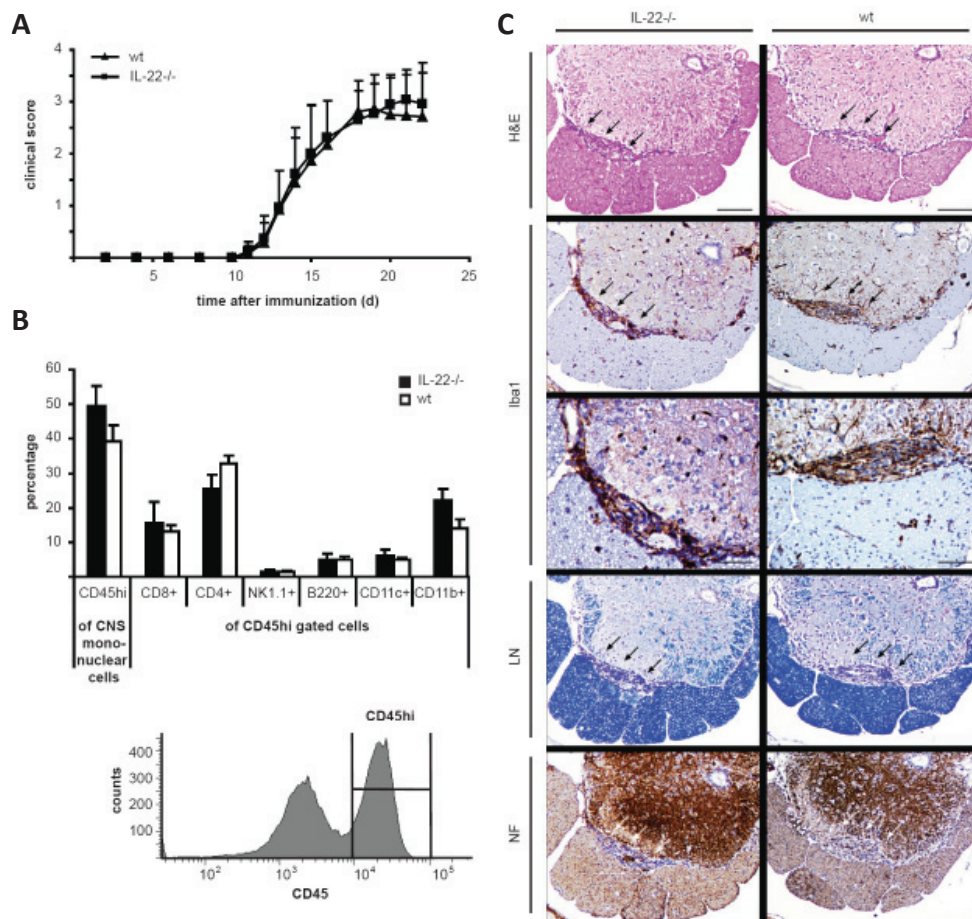 A
4
3
2
1
0
clinical score
wt
IL-22-/-
5
10
15
20
25
time after immunization (d)
B
60
50
40
30
20
10
percentage
IL-22-/-
wt
CD45hi
CD8+
CD4+
NK1.1+
B220+
CD11c+
CD11b+
of CNS
mono-
nuclear
cells
of CD45hi gated cells
CD45hi
400
300
200
100
counts
10²
10³
10⁴
10⁵
CD45
C
IL-22-/-
wt
H&E
Iba1
LN
NF